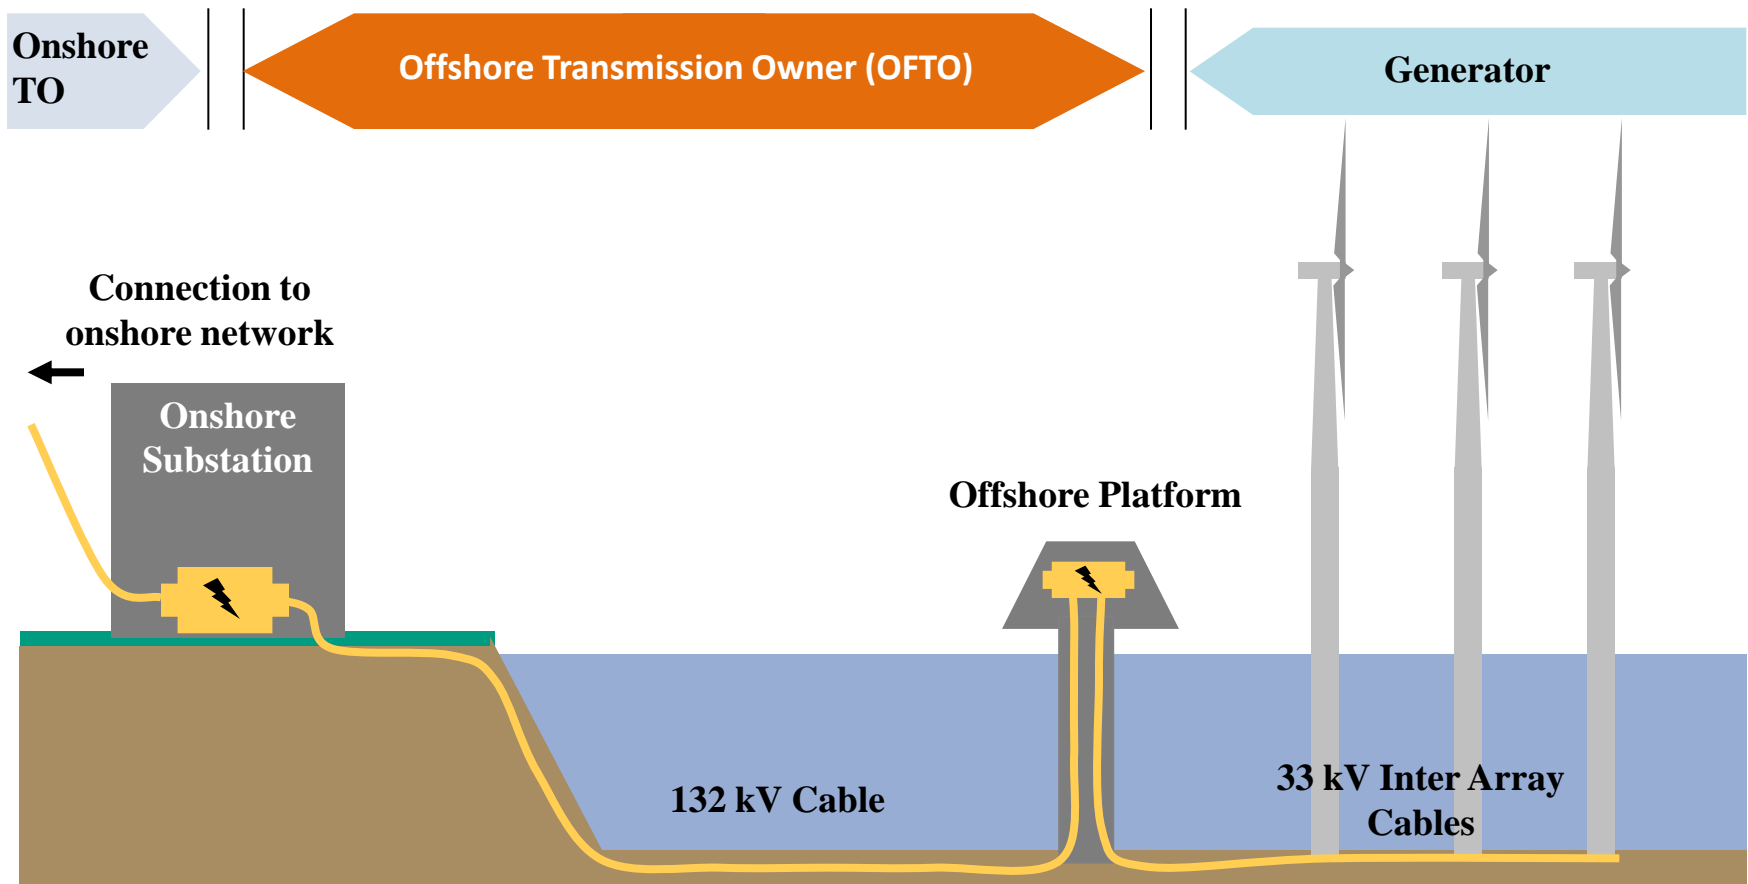 Onshore
TO
Offshore Transmission Owner (OFTO)
Generator
Connection to
onshore network
Onshore
Substation
Offshore Platform
132 kV Cable
33 kV Inter Array
Cables